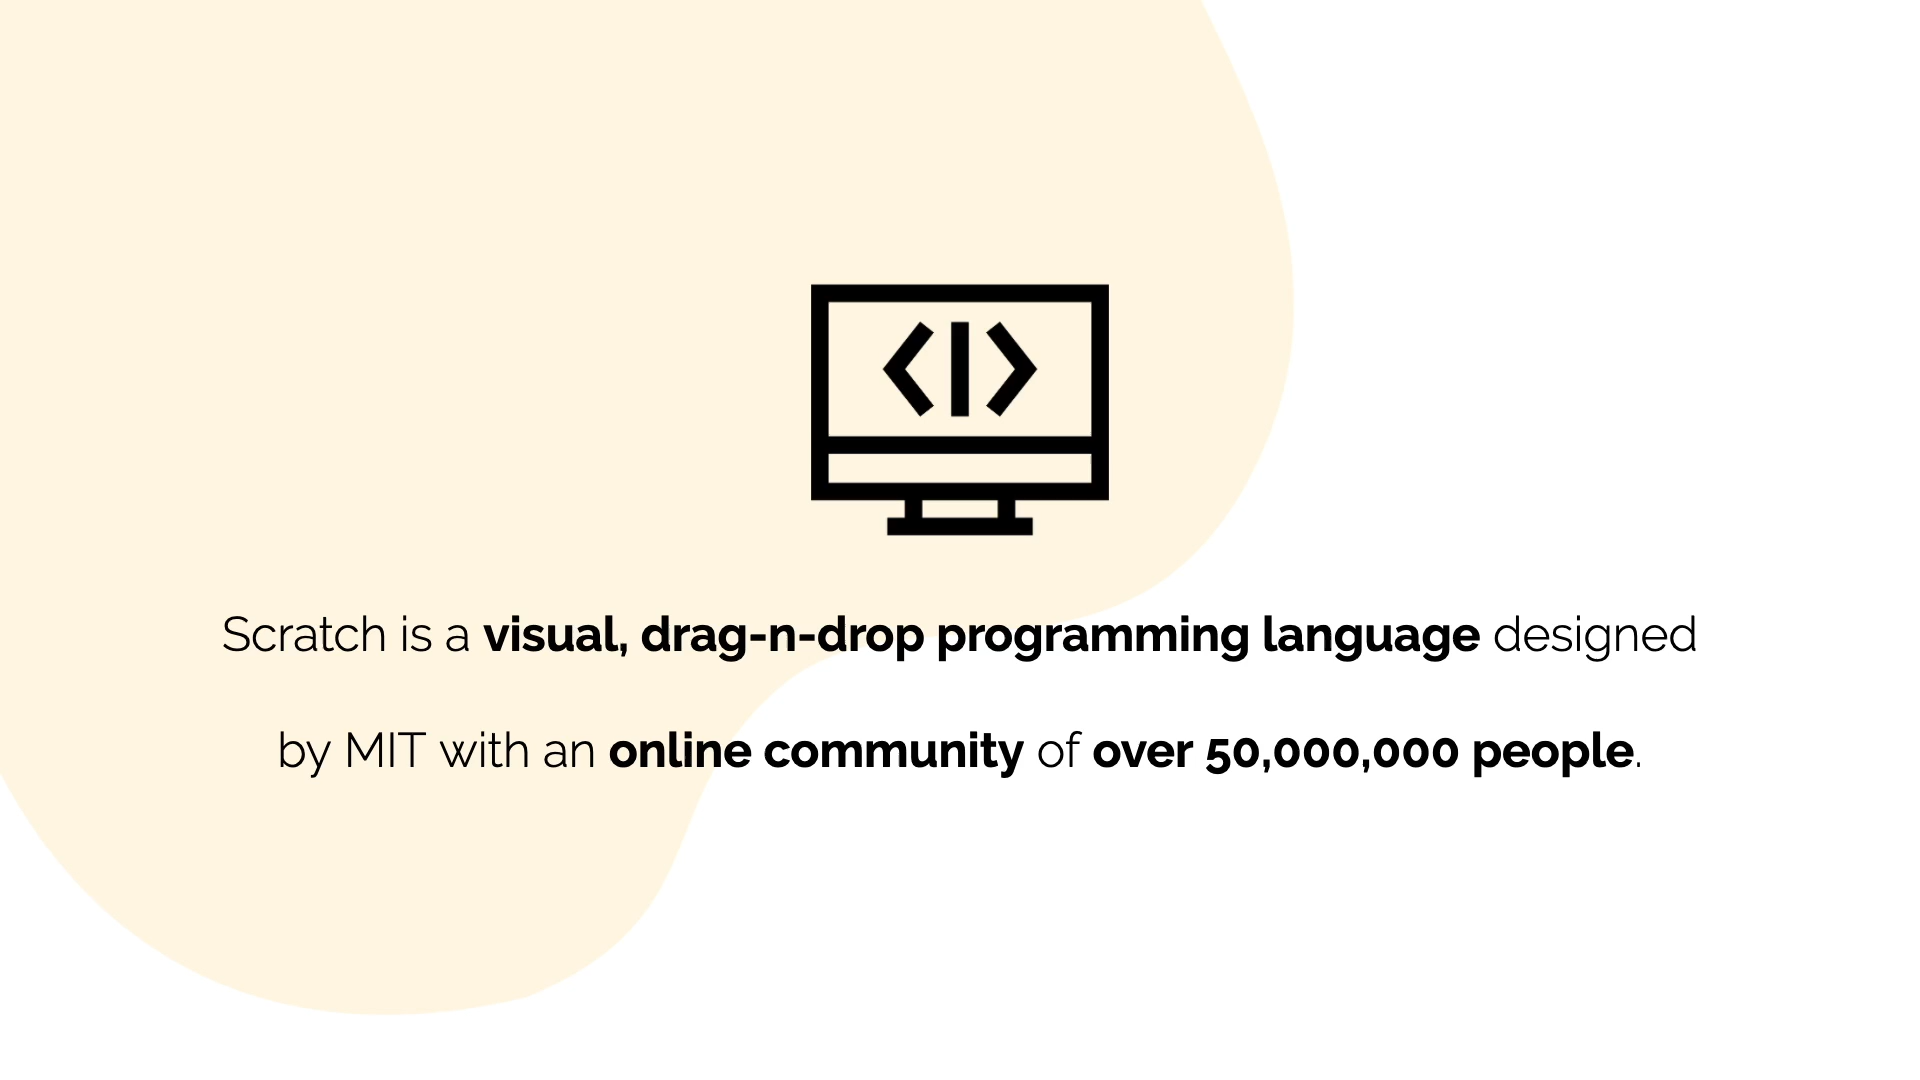 Scratch is a visual, drag-n-drop programming language designed
by MIT with an online community of over 50,000,000 people.